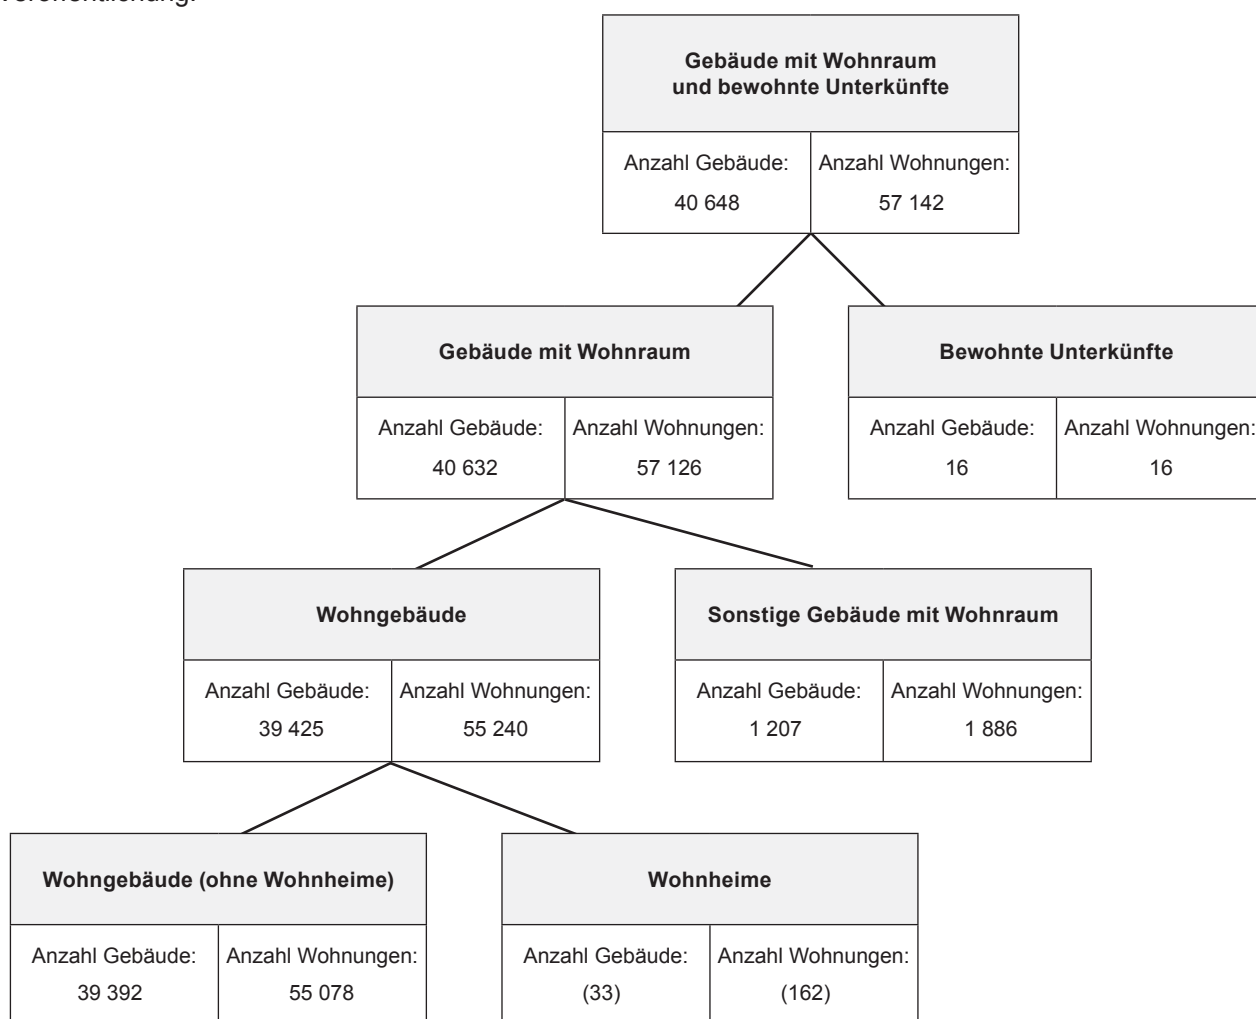 Veröffentlichung.
Gebäude mit Wohnraum
und bewohnte Unterkünfte
Anzahl Gebäude: Anzahl Wohnungen:
40 648 57 142
Gebäude mit Wohnraum Bewohnte Unterkünfte
Anzahl Gebäude: Anzahl Wohnungen: Anzahl Gebäude: Anzahl Wohnungen:
40 632 57 126 16 16
Wohngebäude Sonstige Gebäude mit Wohnraum
Anzahl Gebäude: Anzahl Wohnungen: Anzahl Gebäude: Anzahl Wohnungen:
39 425 55 240 1 207 1 886
Wohngebäude (ohne Wohnheime) Wohnheime
Anzahl Gebäude: Anzahl Wohnungen: Anzahl Gebäude: Anzahl Wohnungen:
39 392 55 078 (33) (162)